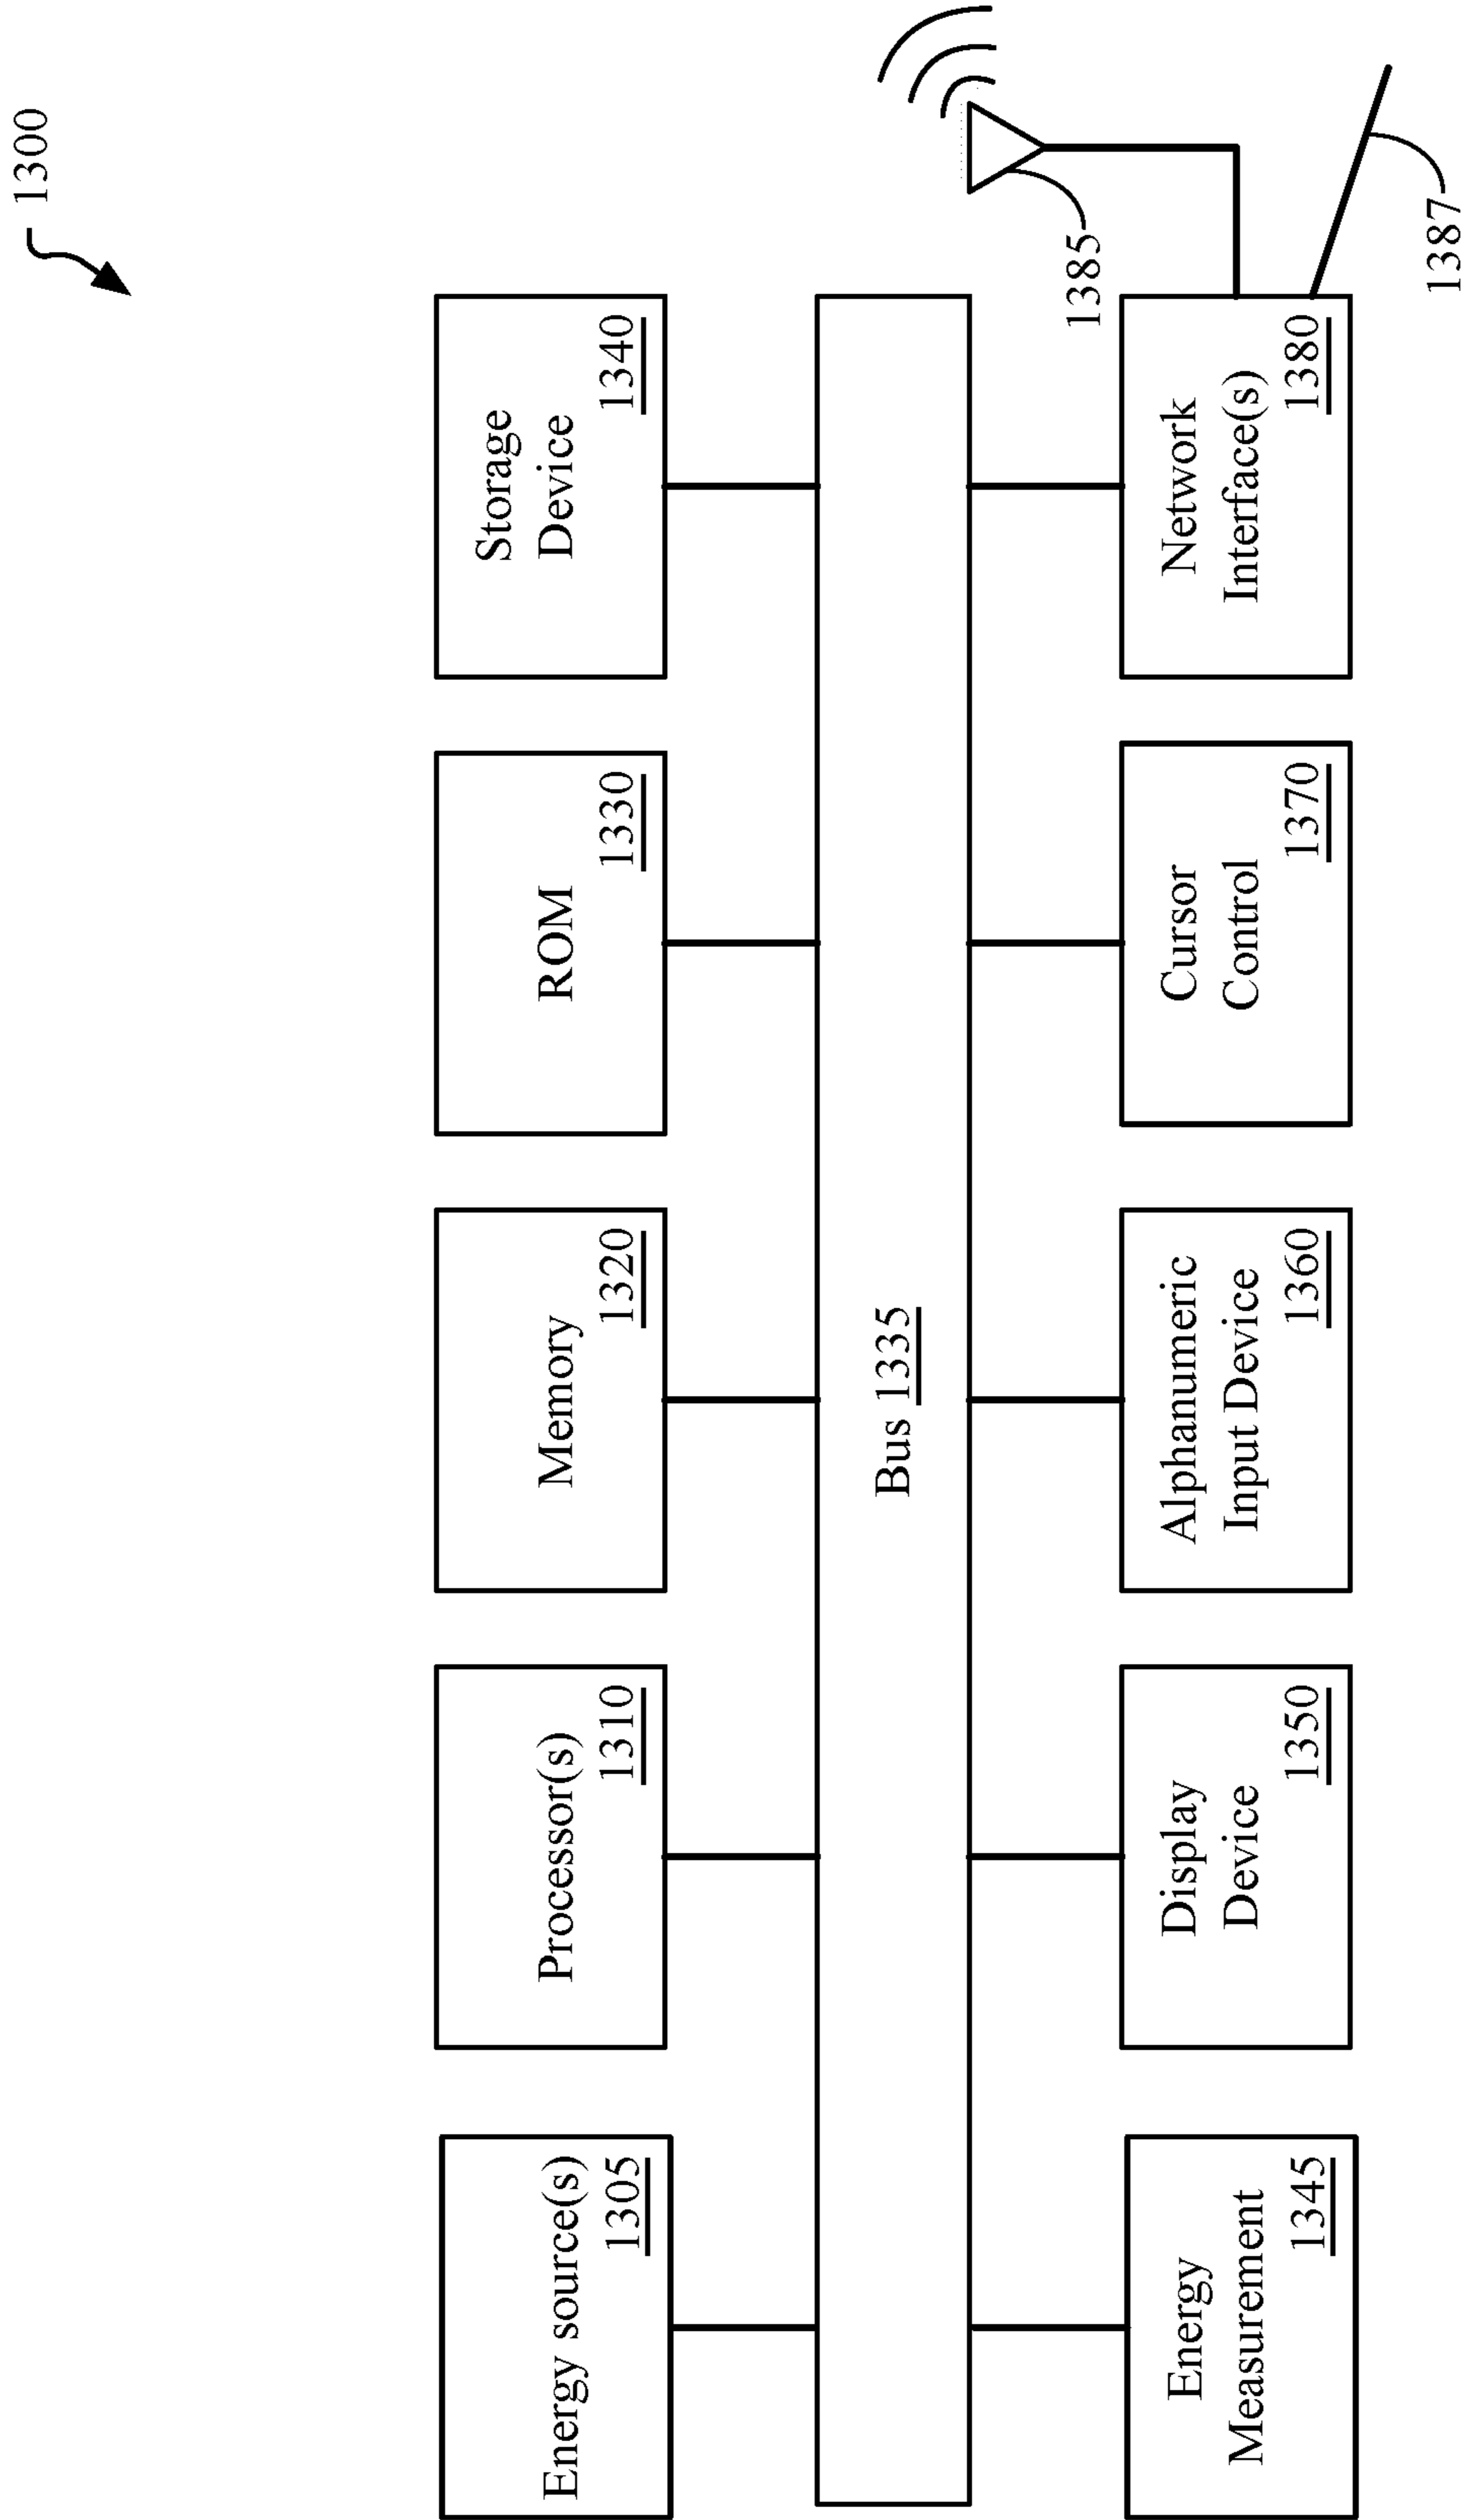 1300
Energy source(s)
1305
Processor(s)
1310
Memory
1320
ROM
1330
Storage
Device
1340
Bus 1335
Energy
Measurement
1345
Display
Device
1350
Alphanumeric
Input Device
1360
Cursor
Control
1370
Network
Interface(s)
1380
1385
1387